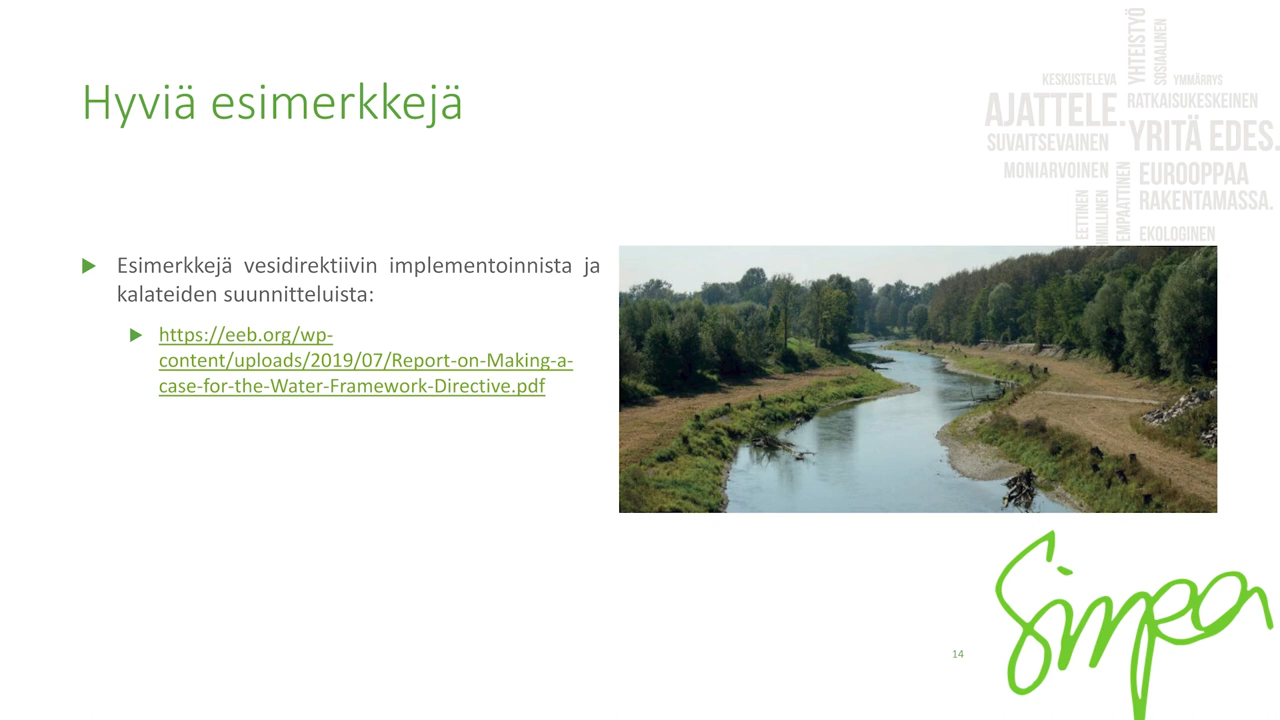 Hyviä esimerkkejä
YHTEISTYÖ
SOSIAALINEN
KESKUSTELEVA
YMMÄRRYS
AJATTELE.
RATKAISUKESKEINEN
SUVAITSEVAINEN
YRITÄ EDES.
MONIARVOINEN
EUROOPPAA
RAKENTAMASSA.
EETTINEN
EMPAATTINEN
EKOLOGINEN
Esimerkkejä vesidirektiivin implementoinnista ja
kalateiden suunnitteluista:
https://eeb.org/wp-
content/uploads/2019/07/Report-on-Making-a-
case-for-the-Water-Framework-Directive.pdf
14
Simpa